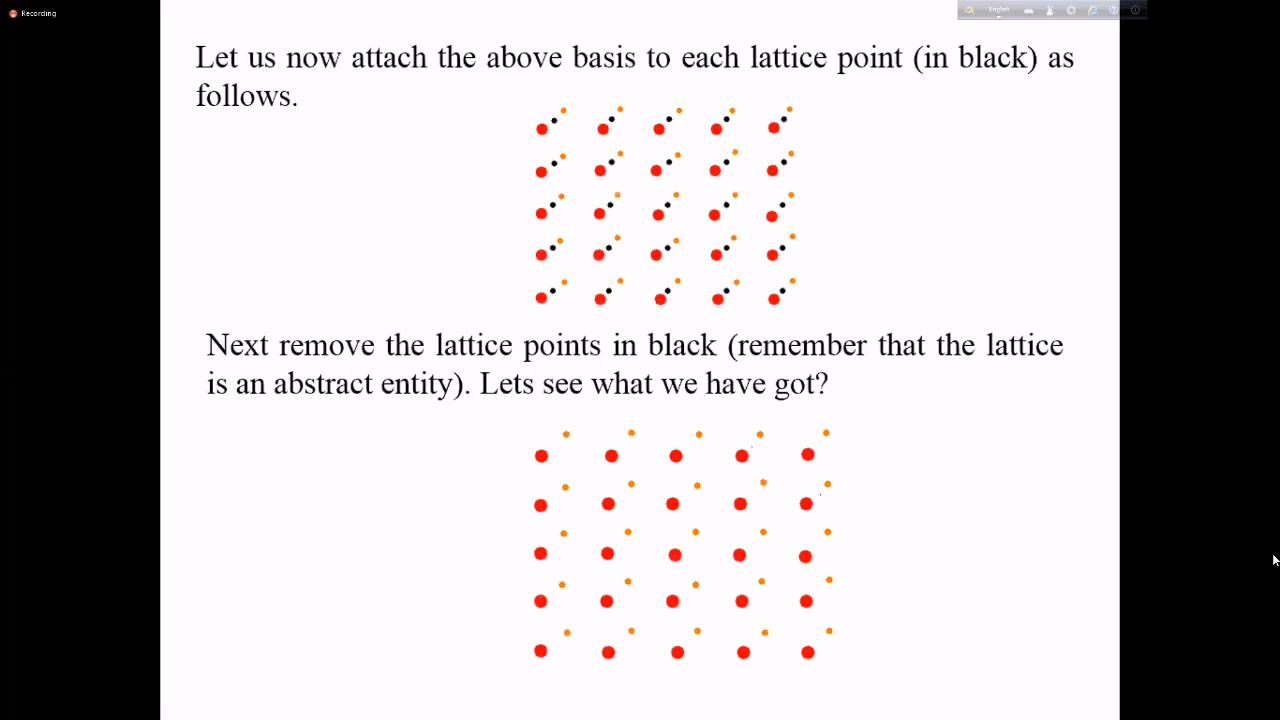 Recording
English
Let us now attach the above basis to each lattice point (in black) as
follows.
Next remove the lattice points in black (remember that the lattice
is an abstract entity). Lets see what we have got?